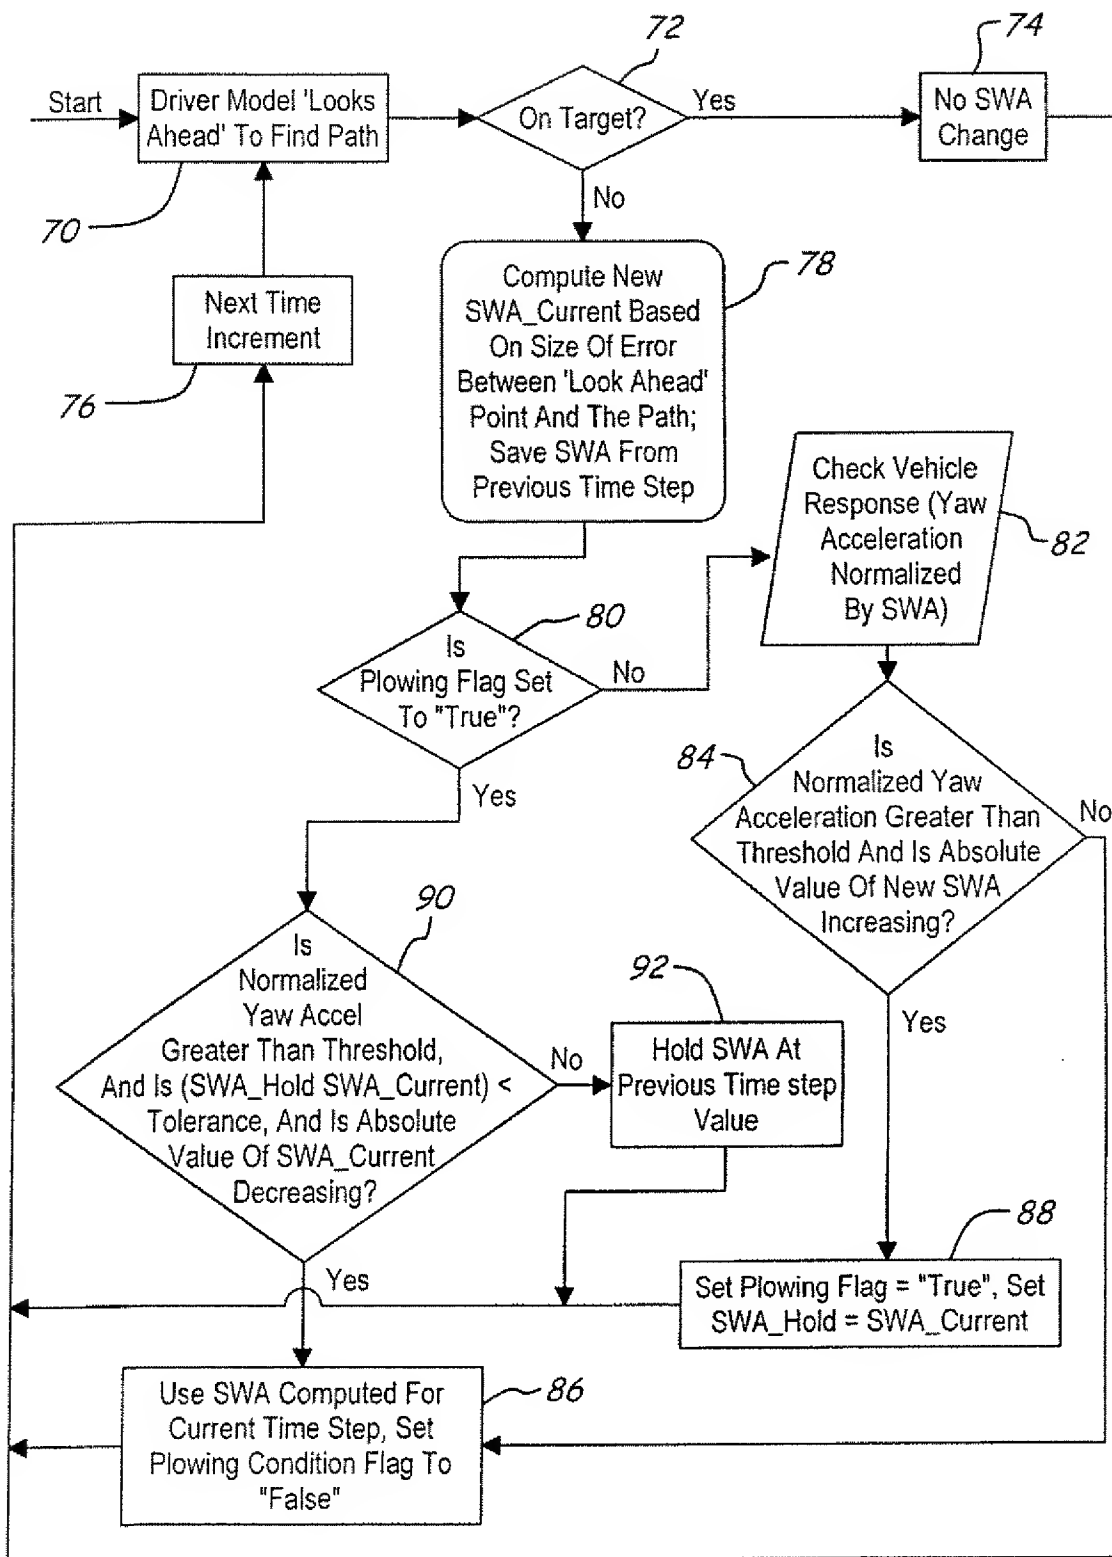 72
74
Start
Driver Model 'Looks
Ahead' To Find Path
On Target?
Yes
No SWA
Change
70
No
Next Time
Increment
76
78
Compute New
SWA_Current Based
On Size Of Error
Between 'Look Ahead'
Point And The Path;
Save SWA From
Previous Time Step
Check Vehicle
Response (Yaw
Acceleration
Normalized
By SWA)
82
80
Is
Plowing Flag Set
To "True"?
No
Yes
84
Is
Normalized Yaw
Acceleration Greater Than
Threshold And Is Absolute
Value Of New SWA
Increasing?
No
Yes
90
Is
Normalized
Yaw Accel
Greater Than Threshold,
And Is (SWA_Hold SWA_Current) <
Tolerance, And Is Absolute
Value Of SWA_Current
Decreasing?
No
Yes
92
Hold SWA At
Previous Time step
Value
88
Set Plowing Flag = "True", Set
SWA_Hold = SWA_Current
86
Use SWA Computed For
Current Time Step, Set
Plowing Condition Flag To
"False"